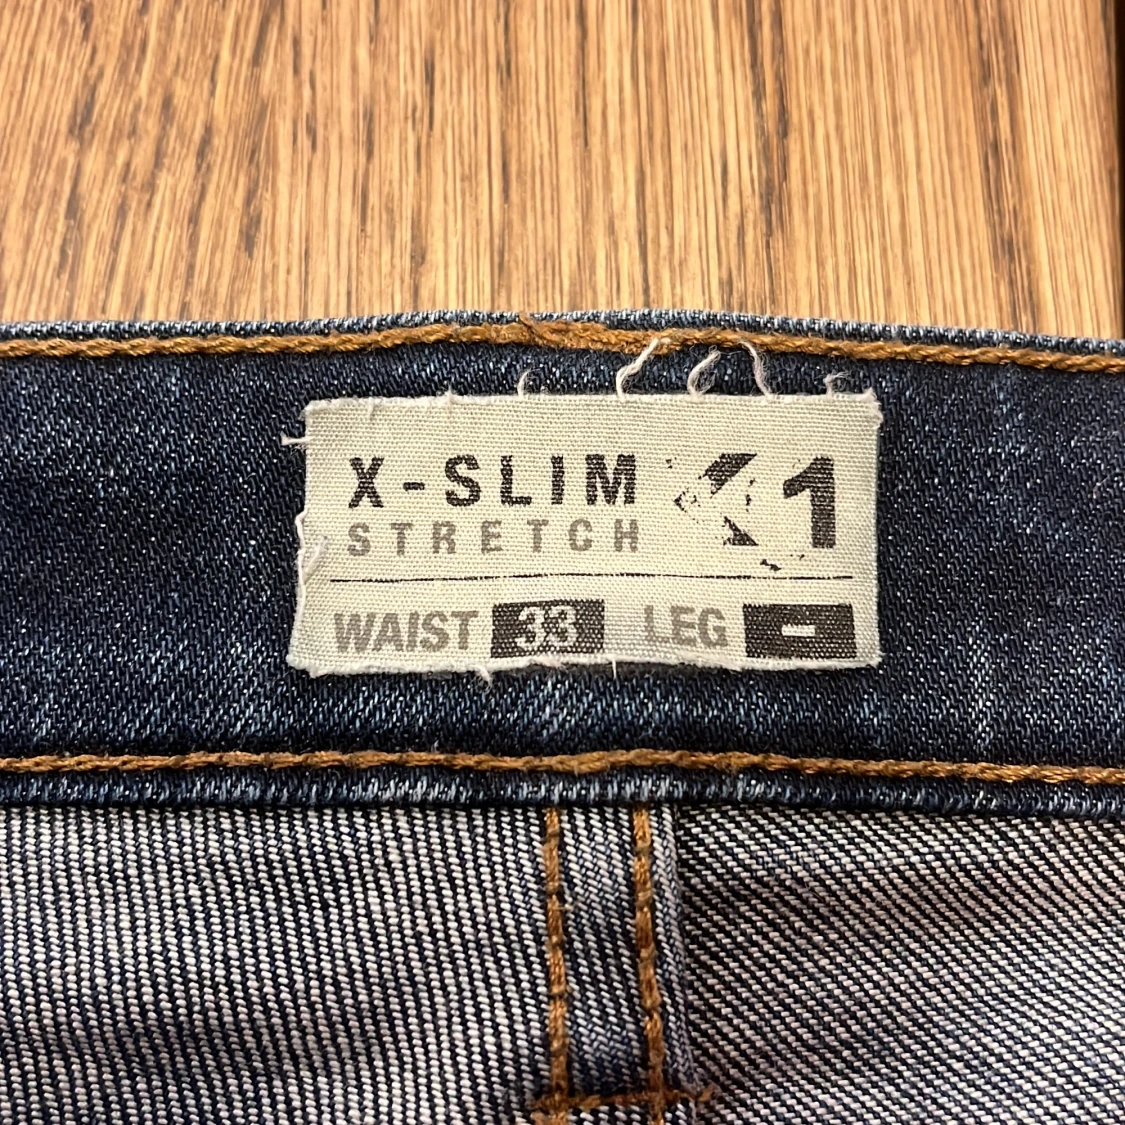 X-SLIM 1
STRETCH
WAIST 33 LEG -